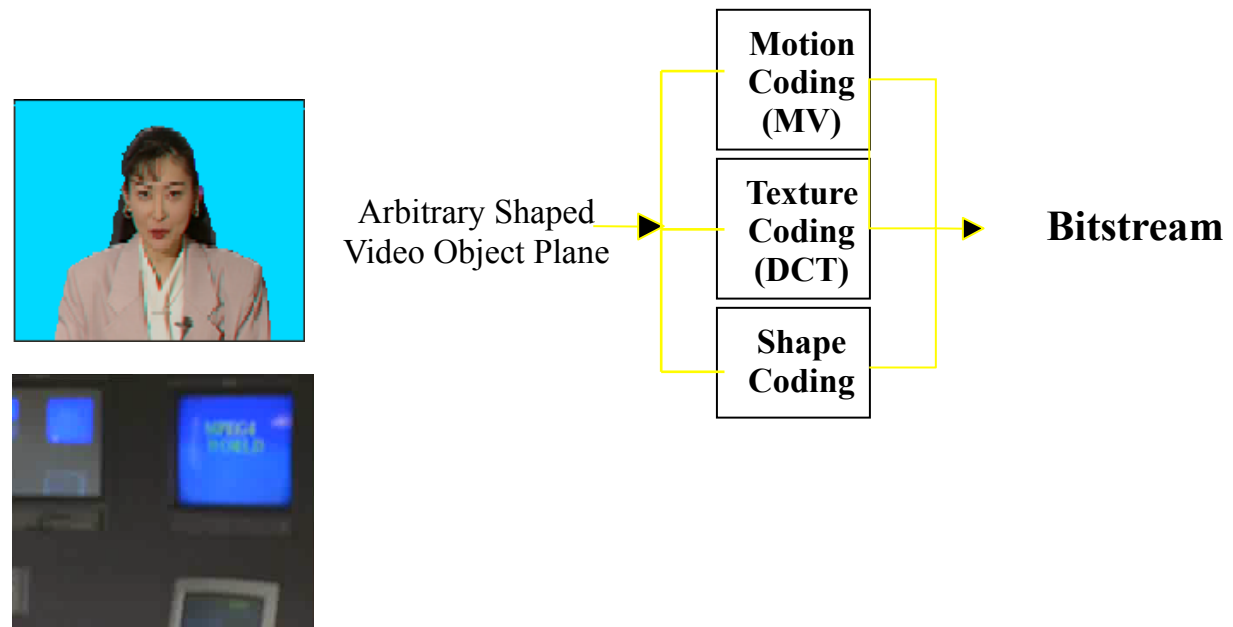 Motion
Coding
(MV)
Arbitrary Shaped
Video Object Plane
Texture
Coding
(DCT)
Bitstream
Shape
Coding
MPEG4
WORLD